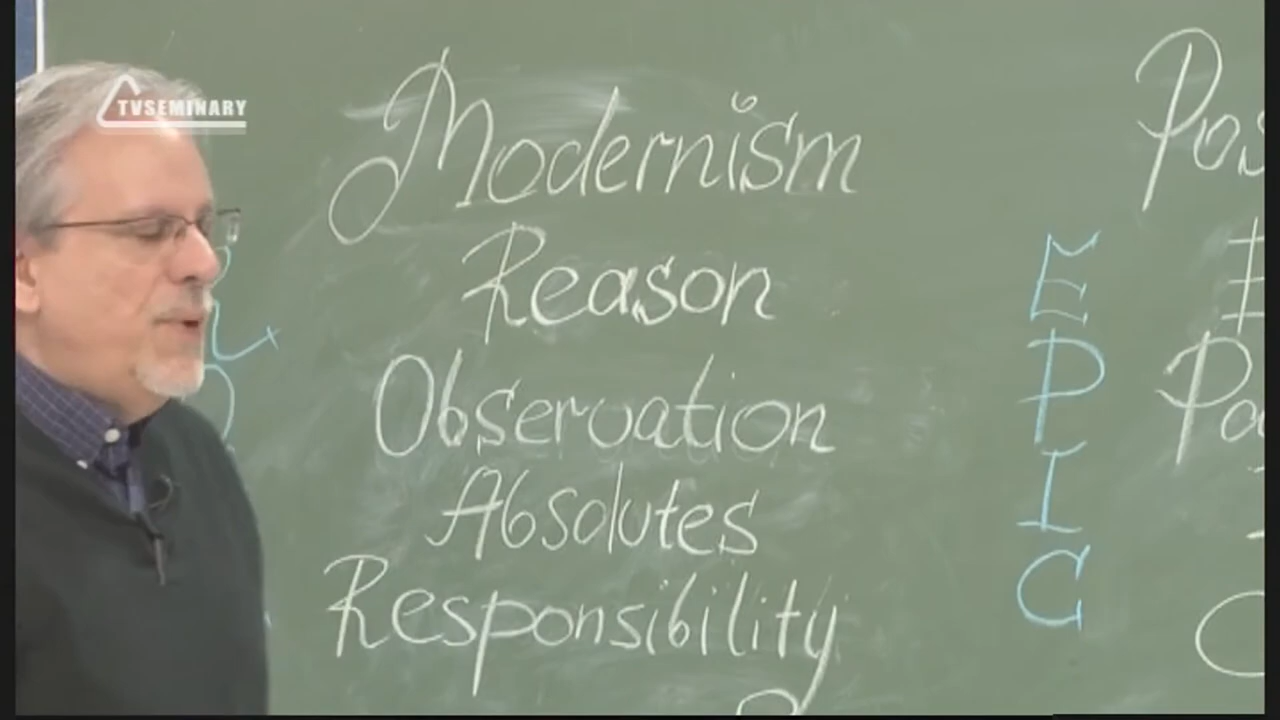 TVSEMINARY
Modernism
Reason
Observation
Absolutes
Responsibility
E
P
I
C